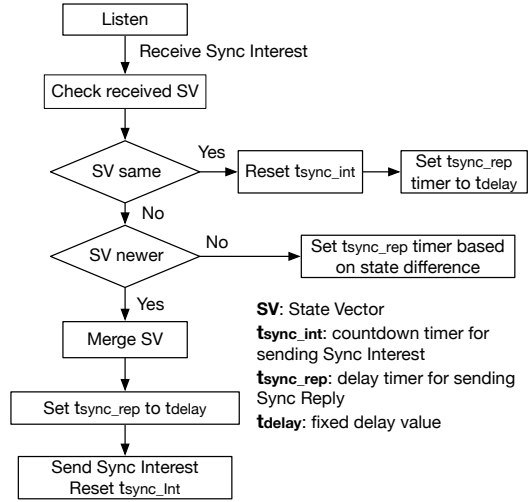 Listen
Receive Sync Interest
Check received SV
SV same
Yes
Reset tsync_int
Set tsync_rep
timer to tdelay
No
SV newer
No
Set tsync_rep timer based
on state difference
Yes
Merge SV
Set tsync_rep to tdelay
Send Sync Interest
Reset tsync_Int
SV: State Vector
tsync_int: countdown timer for
sending Sync Interest
tsync_rep: delay timer for sending
Sync Reply
tdelay: fixed delay value